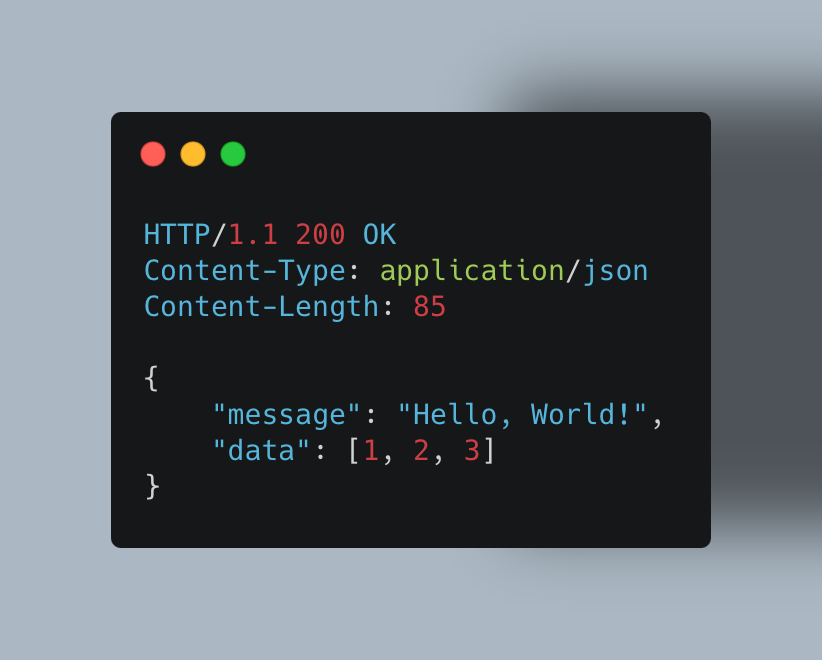 HTTP/1.1 200 OK
Content-Type: application/json
Content-Length: 85

{
    "message": "Hello, World!",
    "data": [1, 2, 3]
}